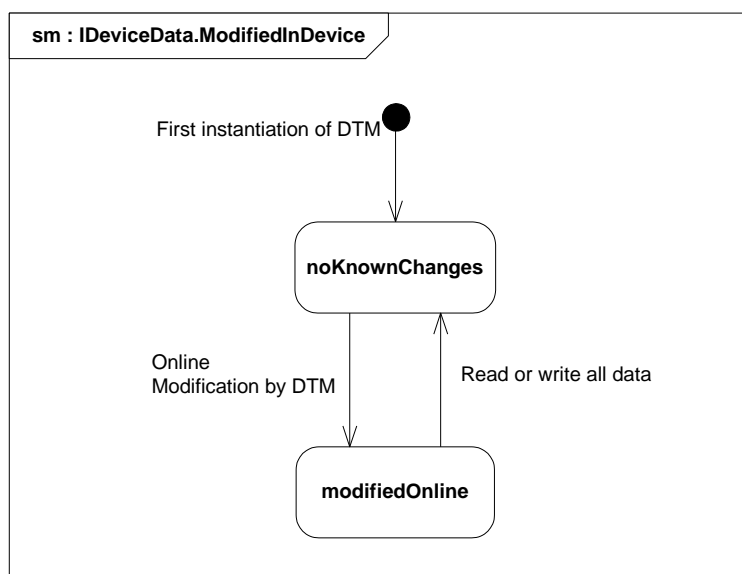 sm : IDeviceData.ModifiedInDevice
First instantiation of DTM
noKnownChanges
Online
Modification by DTM
Read or write all data
modifiedOnline